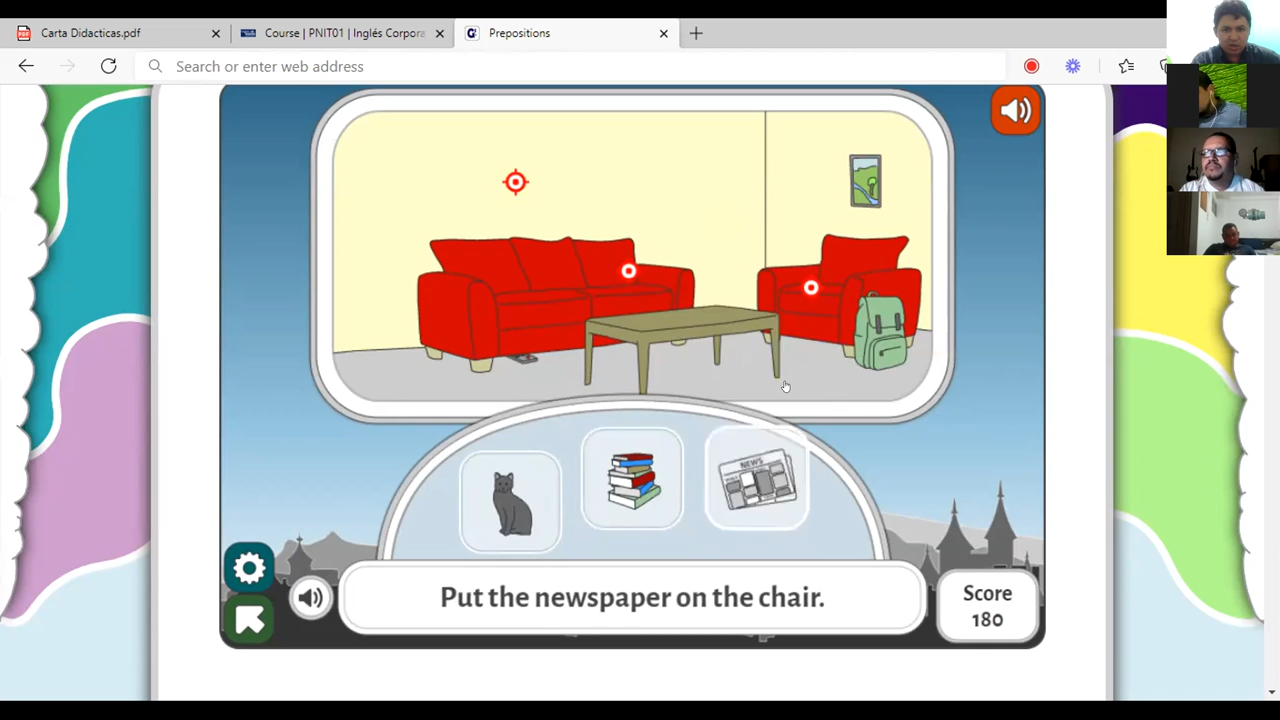 Carta Didacticas.pdf
Course | PNIT01 | Inglés Corpora
Prepositions
Search or enter web address
NEWS
Put the newspaper on the chair.
Score
180